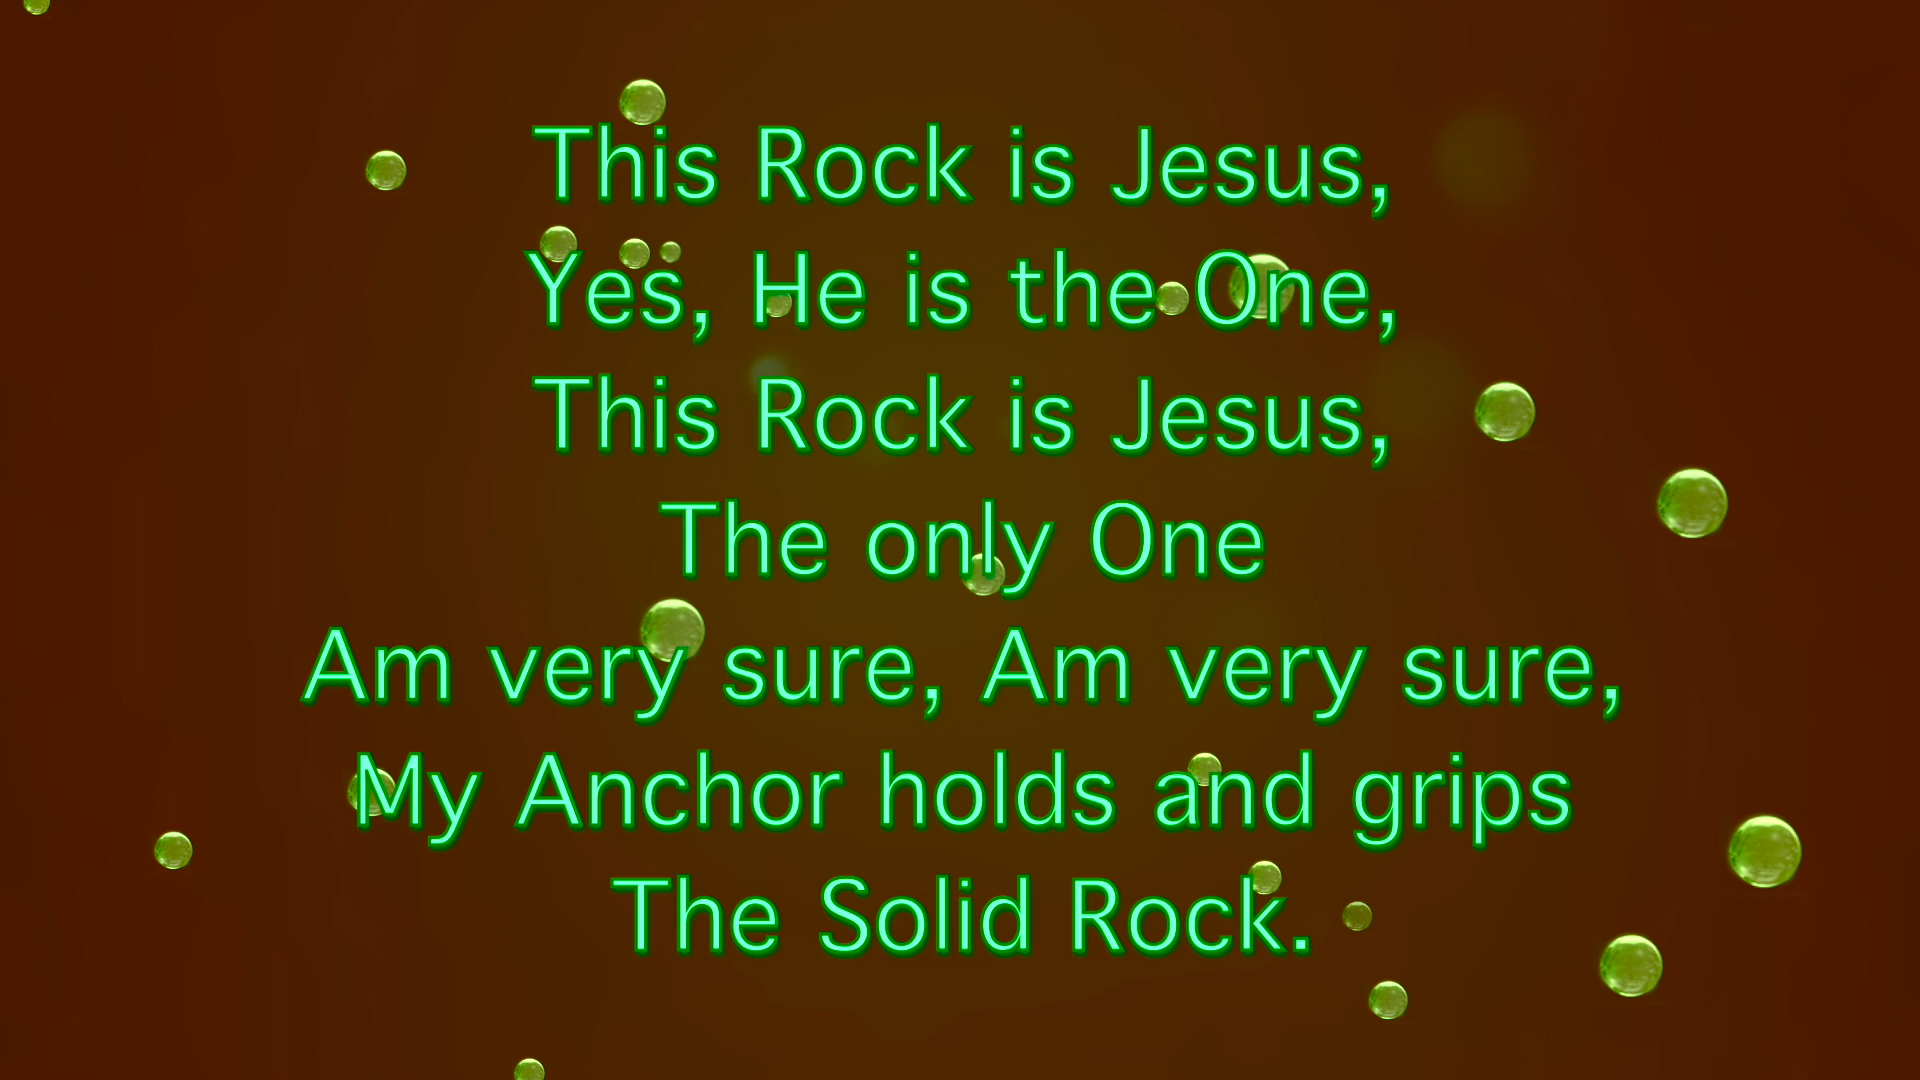 This Rock is Jesus,
Yes, He is the One,
This Rock is Jesus,
The only One
Am very sure, Am very sure,
My Anchor holds and grips
The Solid Rock.